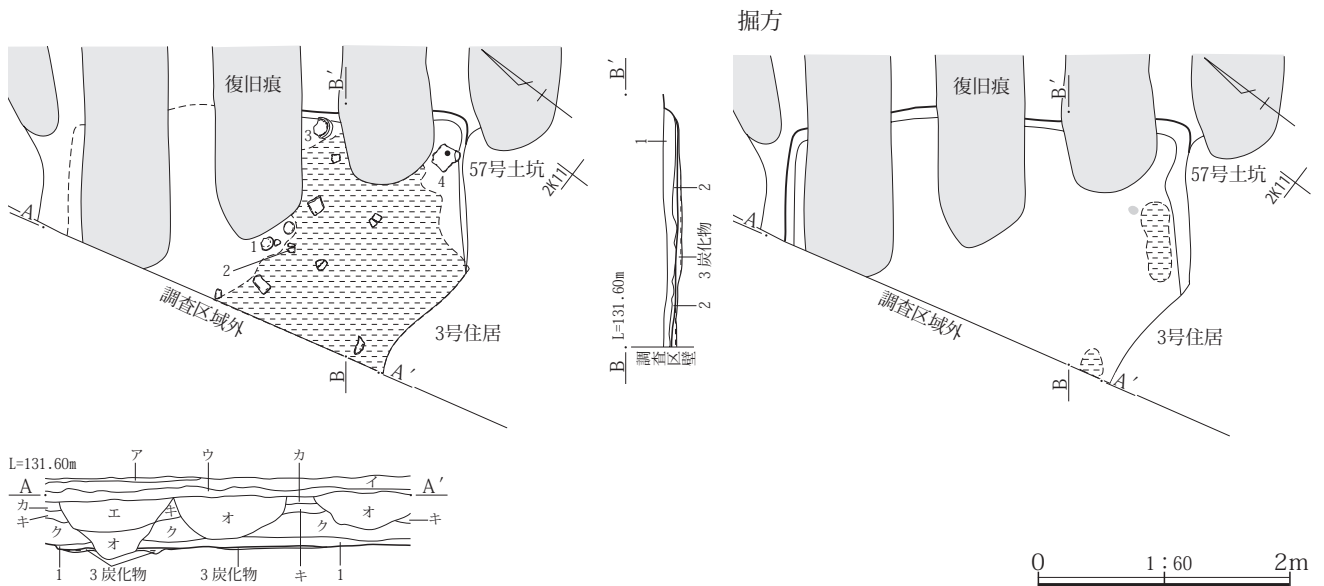 掘方
復旧痕
B′
3
4
57号土坑
2K11
A
1
2
調査区域外
3号住居
B
A′
B′
1
2
3 炭化物
2
L=131.60m
B
調査区壁
復旧痕
B′
57号土坑
2K11
A
調査区域外
3号住居
B
A′
L=131.60m
ア
ウ
カ
イ
A
A′
カ
キ
エ
キ
オ
オ
キ
ク
ク
ク
オ
1
3 炭化物
3 炭化物
キ
1
0
1 : 60
2m